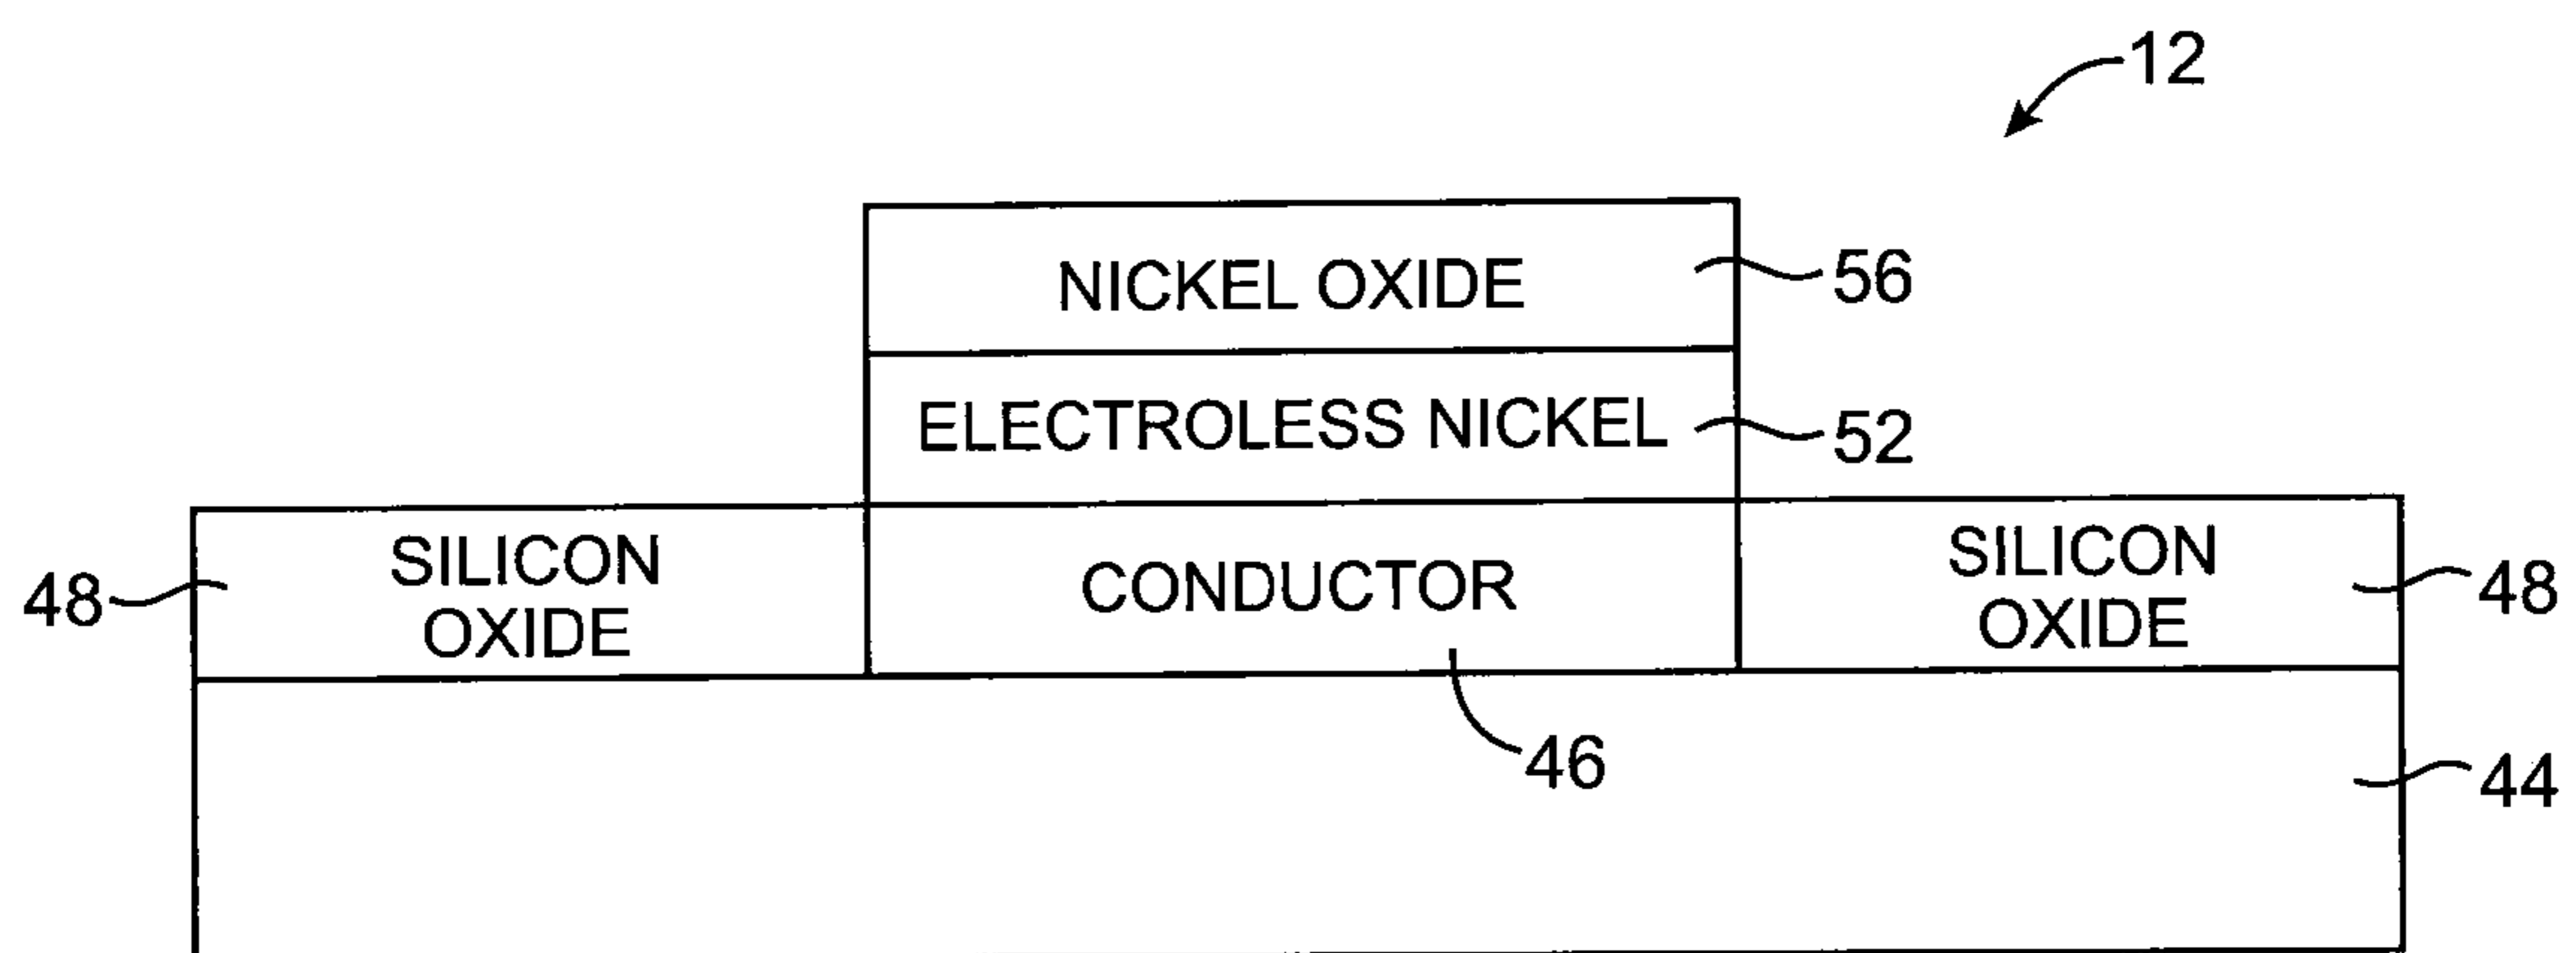 12
NICKEL OXIDE
56
ELECTROLESS NICKEL
52
48
SILICON
OXIDE
CONDUCTOR
SILICON
OXIDE
48
46
44